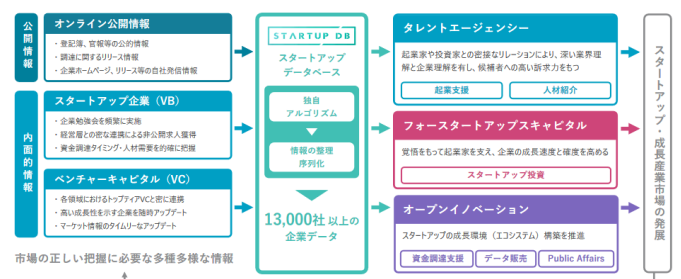 公開情報
オンライン公開情報
・登記簿、官報等の公的情報
・調達に関するリリース情報
・企業ホームページ、リリース等の自社発信情報
内面的情報
スタートアップ企業（VB）
・企業勉強会を頻繁に実施
・経営層との密な連携による非公開求人獲得
・資金調達タイミング・人材需要を的確に把握
ベンチャーキャピタル（VC）
・各領域におけるトップティアVCと密に連携
・高い成長性を示す企業を随時アップデート
・マーケット情報のタイムリーなアップデート
市場の正しい把握に必要な多種多様な情報
STARTUP DB
スタートアップ
データベース
独自
アルゴリズム
情報の整理
序列化
13,000社 以上の
企業データ
タレントエージェンシー
起業家や投資家との密接なリレーションにより、深い業界理
解と企業理解を有し、候補者への高い訴求力をもつ
起業支援
人材紹介
フォースタートアップスキャピタル
覚悟をもって起業家を支え、企業の成長速度と確度を高める
スタートアップ投資
オープンイノベーション
スタートアップの成長環境（エコシステム）構築を推進
資金調達支援
データ販売
Public Affairs
スタートアップ・成長産業市場の発展